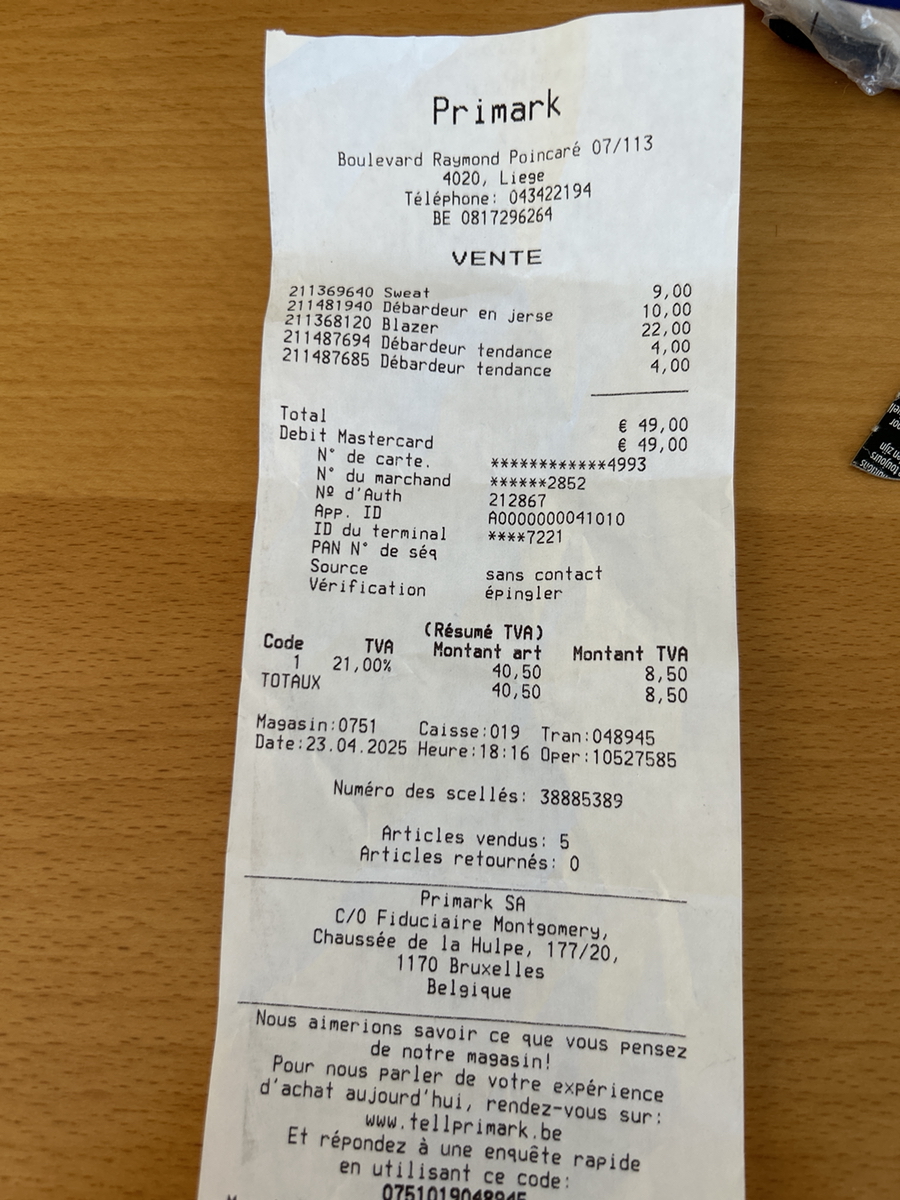 Primark
Boulevard Raymond Poincaré 07/113
4020, Liege
Téléphone: 043422194
BE 0817296264
VENTE
211369640 Sweat 9,00
211481940 Débardeur en jerse 10,00
211368120 Blazer 22,00
211487694 Débardeur tendance 4,00
211487685 Débardeur tendance 4,00
Total € 49,00
Debit Mastercard € 49,00
N° de carte. ************4993
N° du marchand ******2852
Nº d'Auth 212867
App. ID A0000000041010
ID du terminal ****7221
PAN N° de séq
Source sans contact
Vérification épingler
(Résumé TVA)
Code TVA Montant art Montant TVA
1 21,00% 40,50 8,50
TOTAUX 40,50 8,50
Magasin:0751 Caisse:019 Tran:048945
Date:23.04.2025 Heure:18:16 Oper:10527585
Numéro des scellés: 38885389
Articles vendus: 5
Articles retournés: 0
Primark SA
C/O Fiduciaire Montgomery,
Chaussée de la Hulpe, 177/20,
1170 Bruxelles
Belgique
Nous aimerions savoir ce que vous pensez
de notre magasin!
Pour nous parler de votre expérience
d'achat aujourd'hui, rendez-vous sur:
www.tellprimark.be
Et répondez à une enquête rapide
en utilisant ce code:
0751019048945
toujours
en zijn